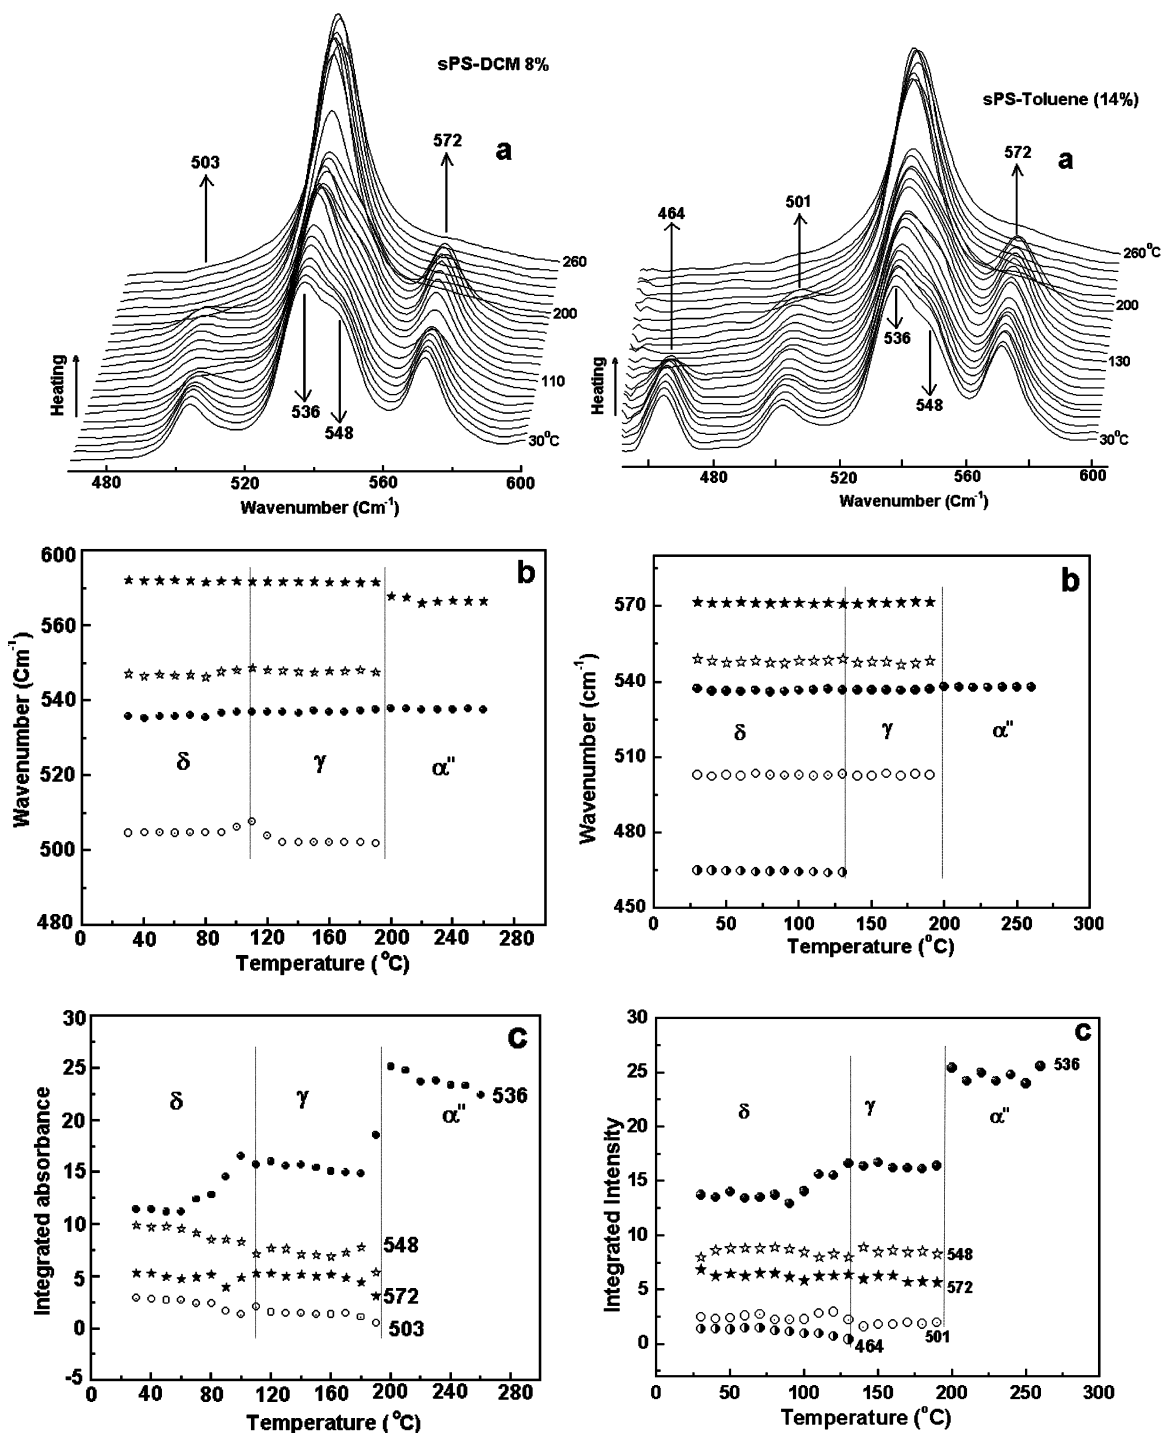 sPS-DCM 8%
a
503
572
536
548
Heating
260
200
110
30°C
480
520
560
600
Wavenumber (Cm-1)
sPS-Toluene (14%)
a
464
501
572
536
548
Heating
260°C
200
130
30°C
480
520
560
600
Wavenumber (Cm-1)
b
600
560
540
520
500
480
Wavenumber (Cm-1)
δ
γ
α"
0
40
80
120
160
200
240
280
Temperature (°C)
b
570
540
510
480
450
Wavenumber (cm-1)
δ
γ
α"
0
50
100
150
200
250
300
Temperature (°C)
c
30
25
20
15
10
5
0
-5
Integrated absorbance
δ
γ
α"
536
548
572
503
0
40
80
120
160
200
240
280
Temperature (°C)
c
30
25
20
15
10
5
0
Integrated Intensity
δ
γ
α"
536
548
572
501
464
0
50
100
150
200
250
300
Temperature (°C)